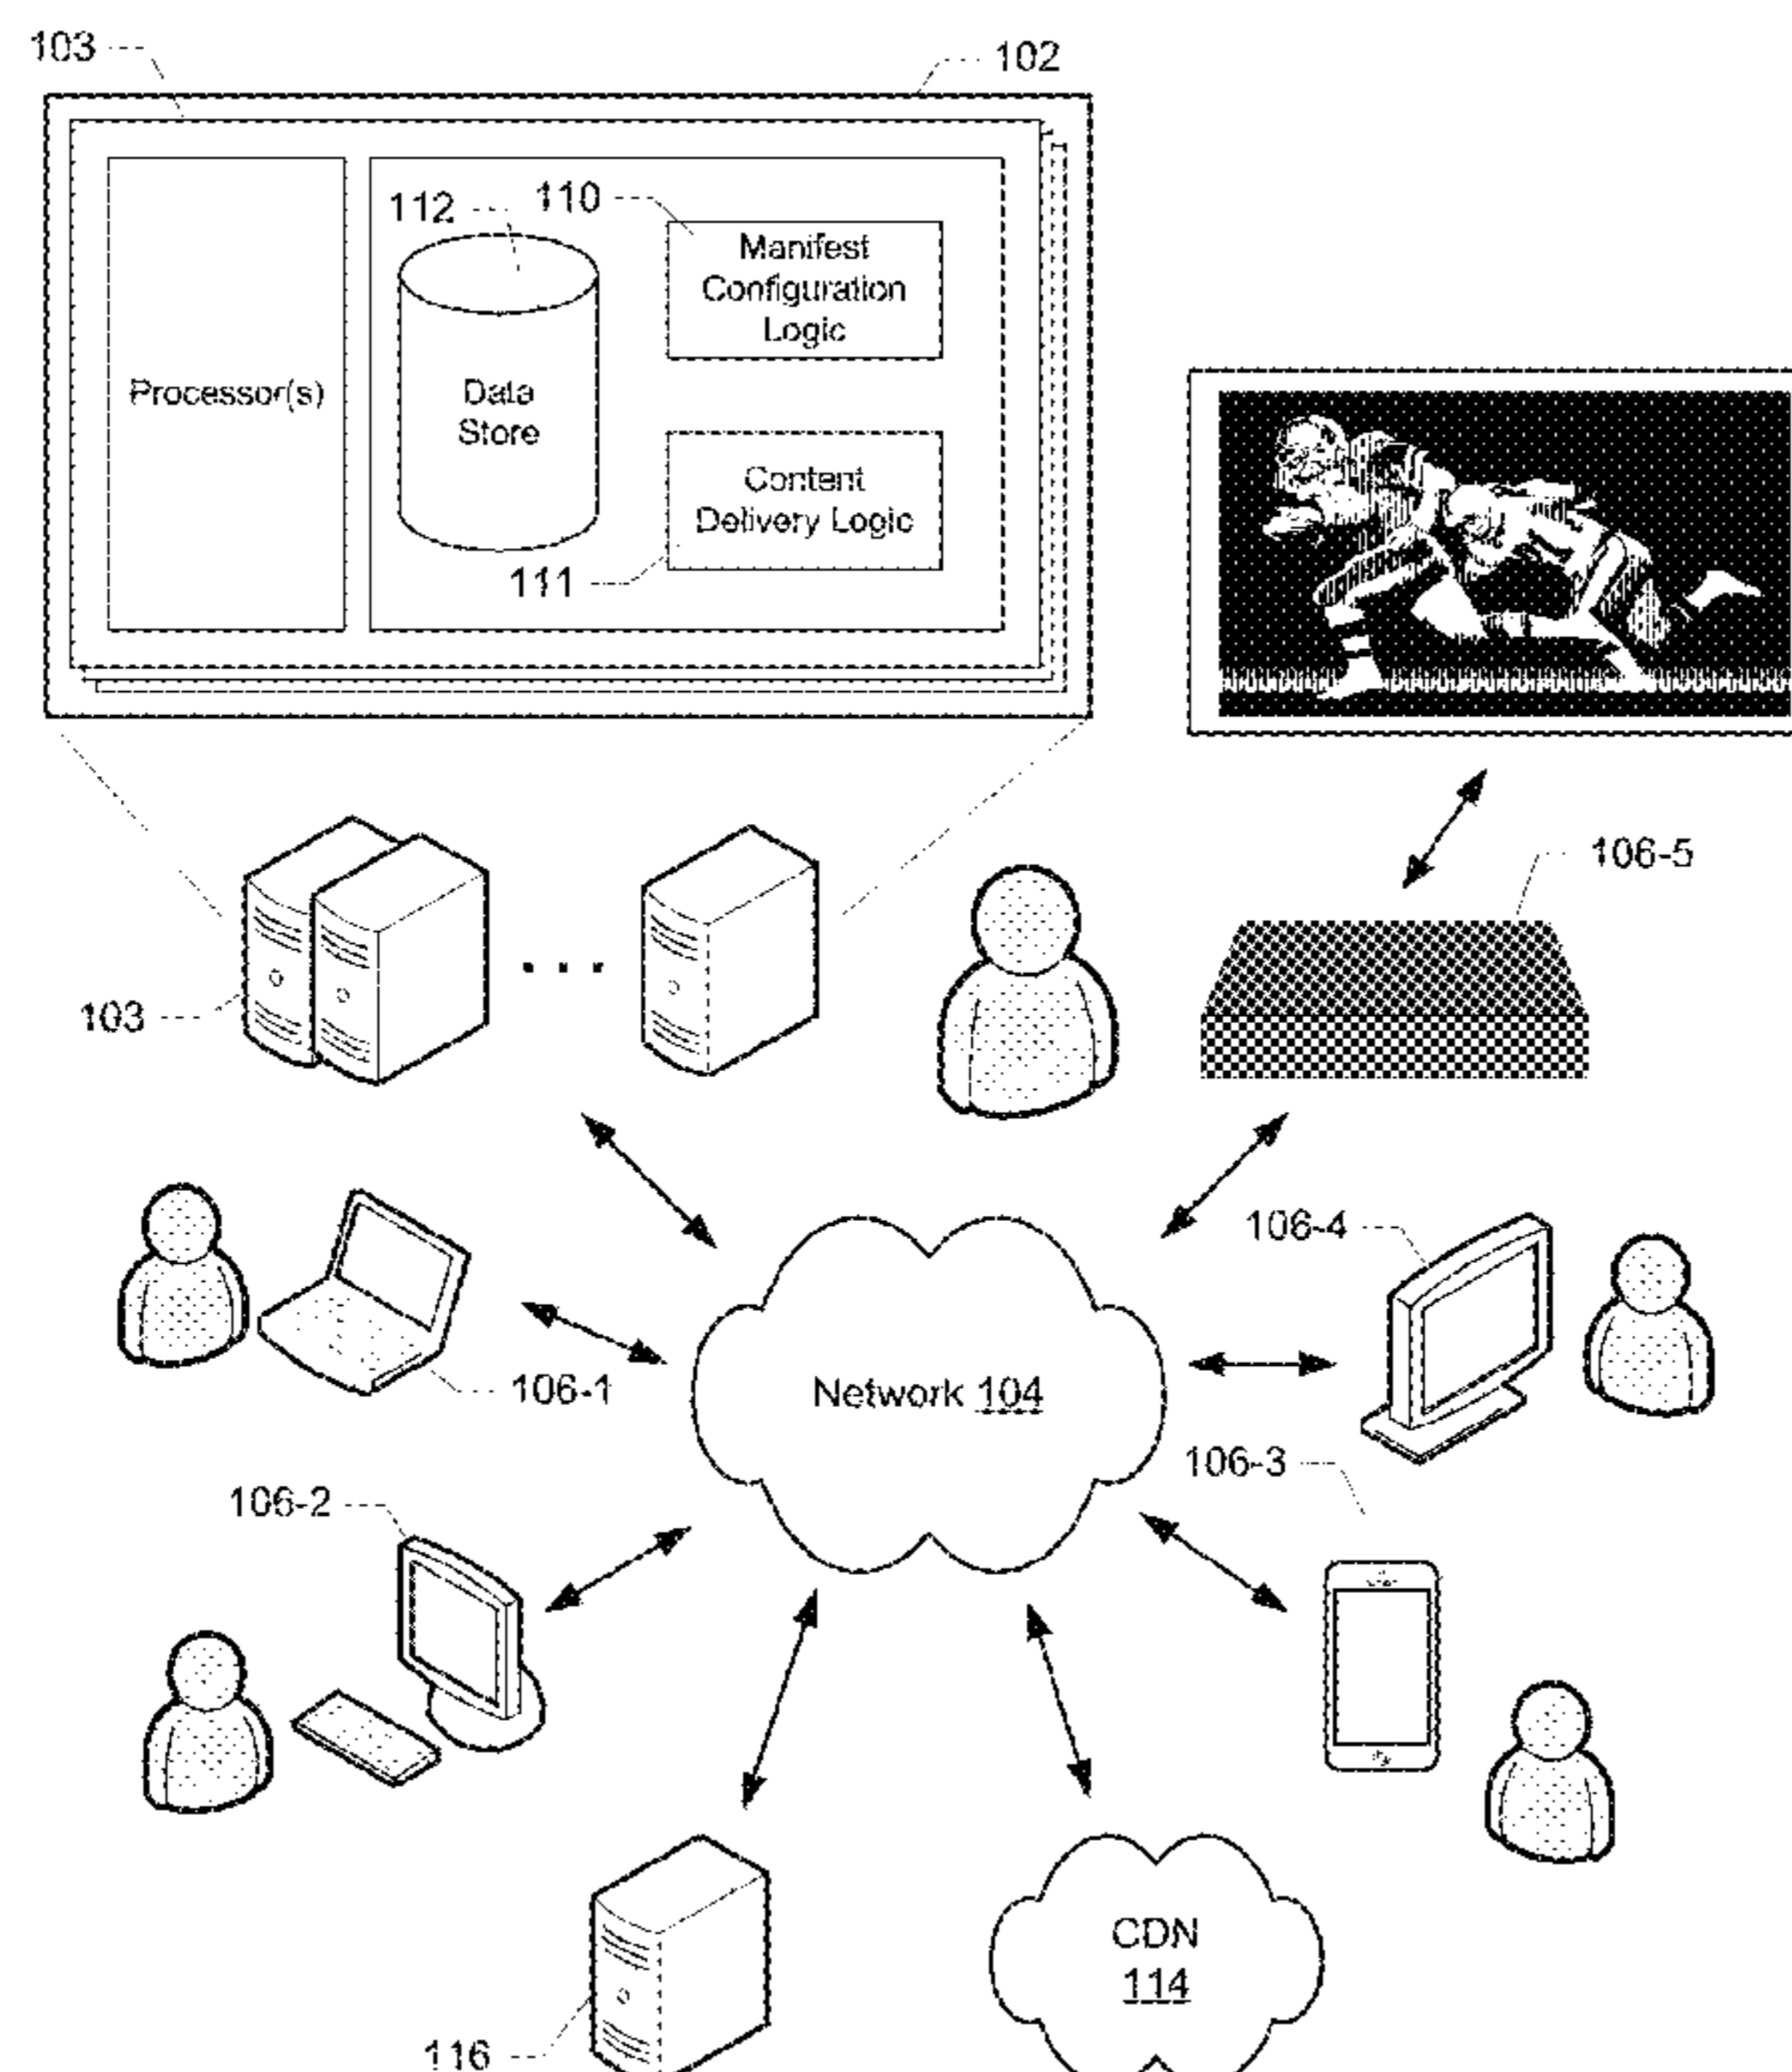 103
102
112
110
Manifest
Configuration
Logic
Processor(s)
Data
Store
Content
Delivery Logic
111
106-5
103
106-4
106-1
Network 104
106-3
106-2
CDN
114
116